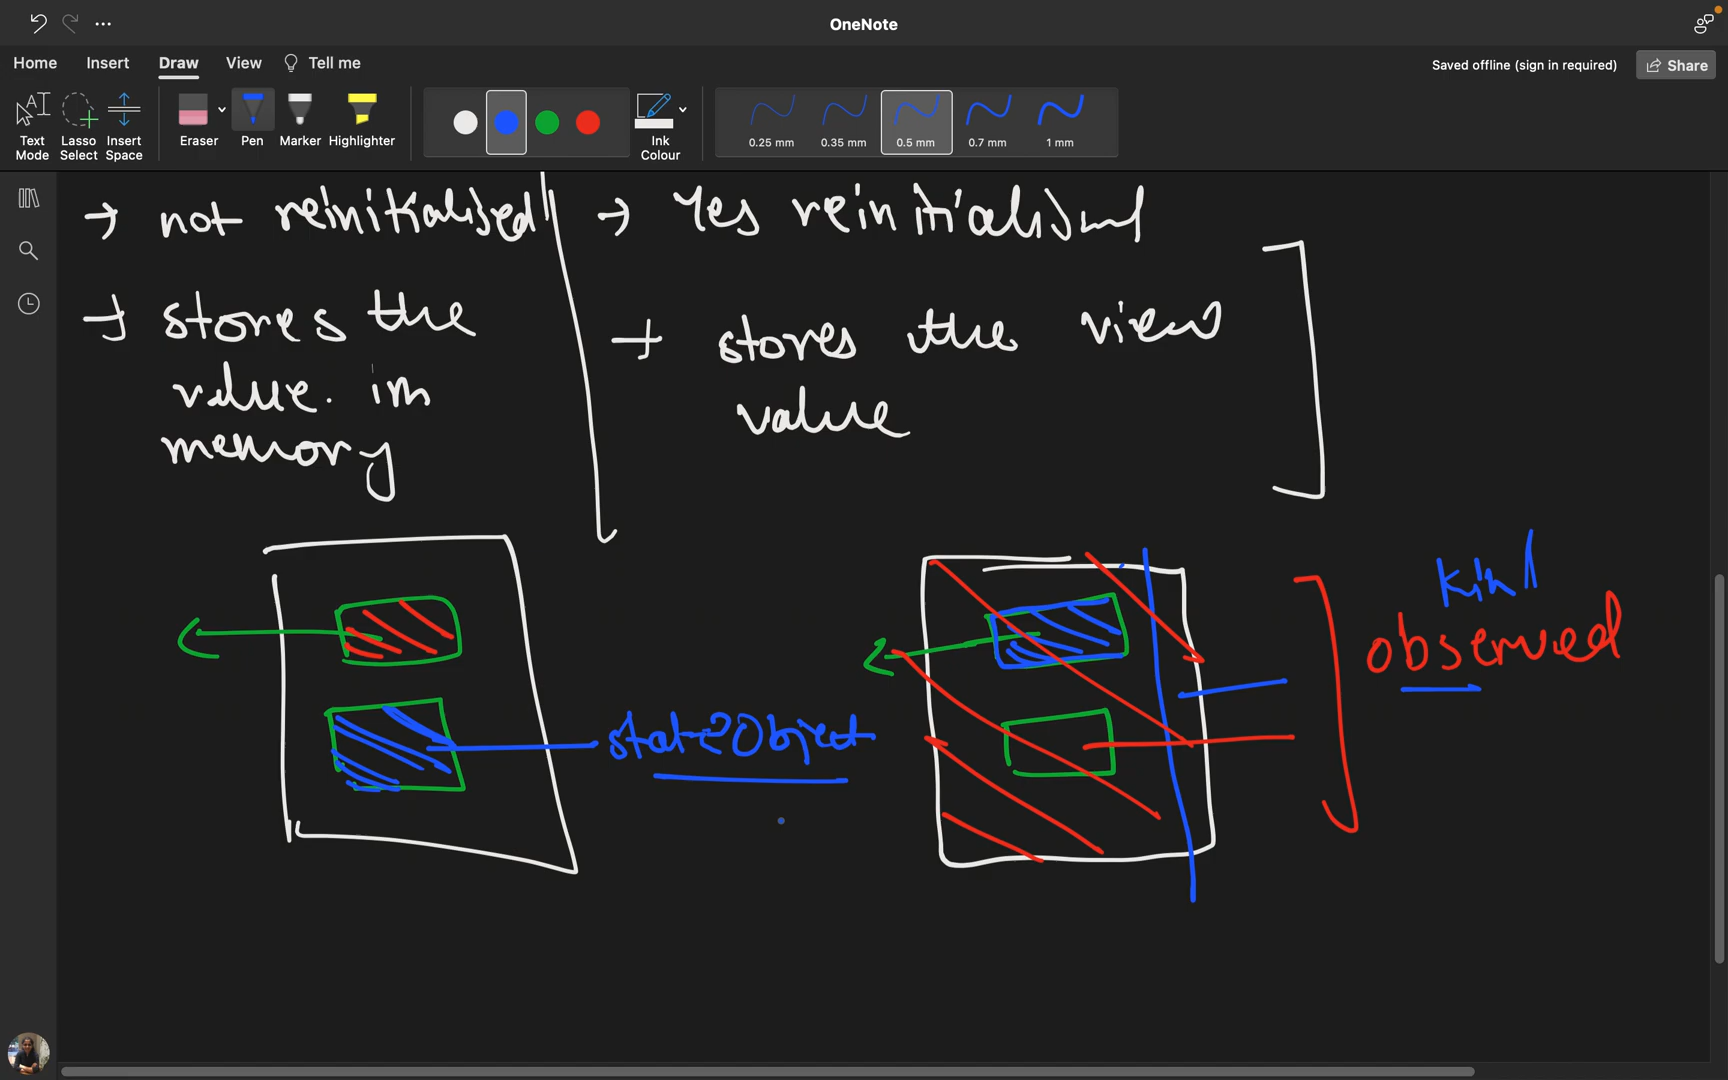 OneNote
Home Insert Draw View Tell me
Saved offline (sign in required) Share
Text Mode
Lasso Select
Insert Space
Eraser
Pen
Marker
Highlighter
Ink Colour
0.25 mm
0.35 mm
0.5 mm
0.7 mm
1 mm
→ not reinitialised
→ Yes reinitialised
→ stores the
value in
memory
→ stores the view
value
observed
stateObject